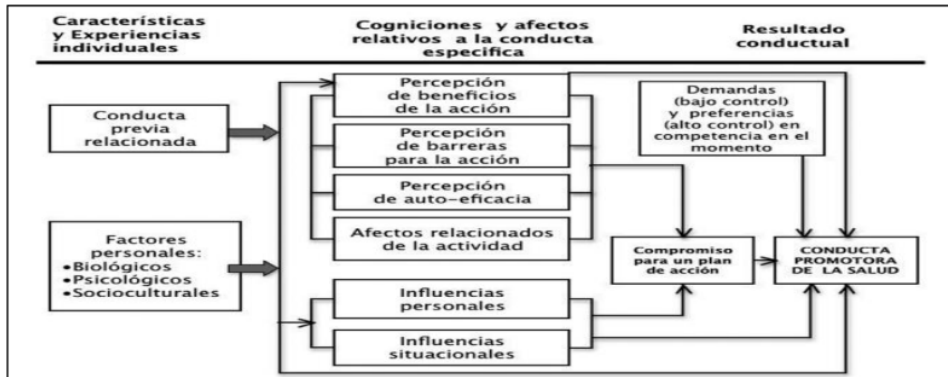 Características
y Experiencias
individuales
Cogniciones y afectos
relativos a la conducta
especifica
Resultado
conductual
Conducta
previa
relacionada
Factores
personales:
•Biológicos
•Psicológicos
•Socioculturales
Percepción
de beneficios
de la acción
Percepción
de barreras
para la acción
Percepción
de auto-eficacia
Afectos relacionados
de la actividad
Influencias
personales
Influencias
situacionales
Demandas
(bajo control)
y preferencias
(alto control) en
competencia en el
momento
Compromiso
para un plan
de acción
CONDUCTA
PROMOTORA
DE LA SALUD